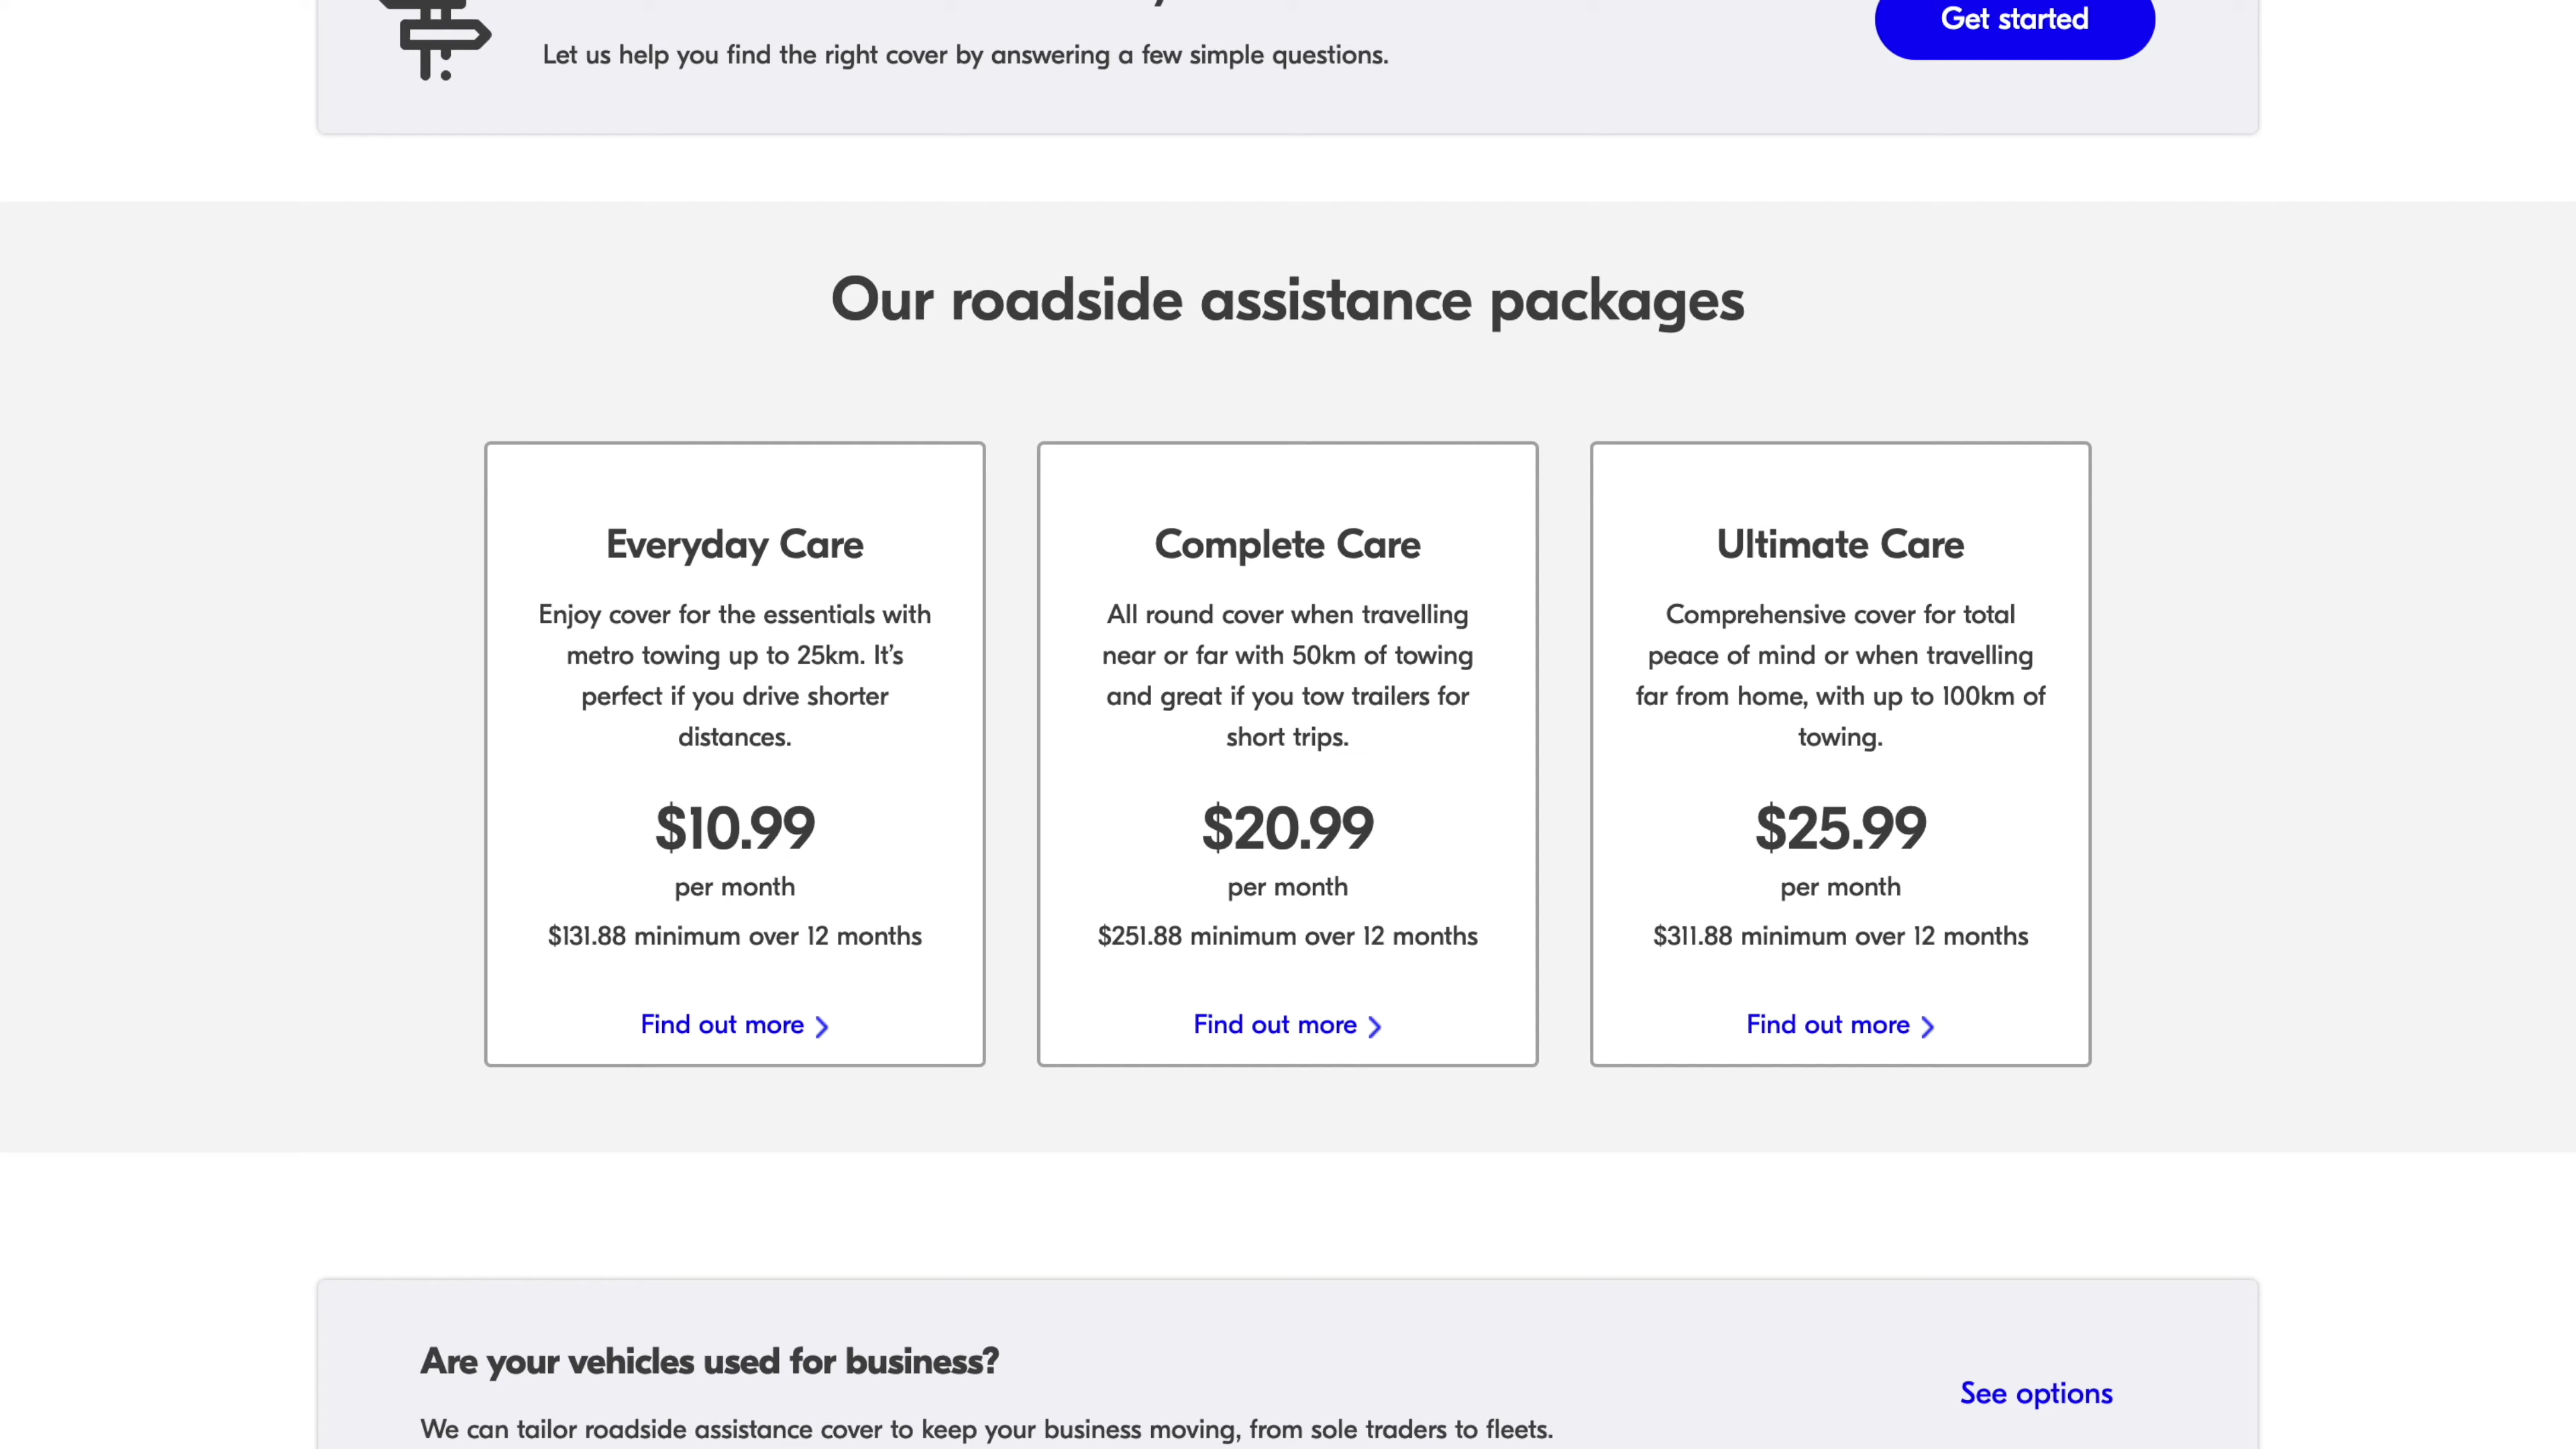 Get started
Let us help you find the right cover by answering a few simple questions.
Our roadside assistance packages
Everyday Care
Enjoy cover for the essentials with
metro towing up to 25km. It’s
perfect if you drive shorter
distances.
$10.99
per month
$131.88 minimum over 12 months
Find out more
Complete Care
All round cover when travelling
near or far with 50km of towing
and great if you tow trailers for
short trips.
$20.99
per month
$251.88 minimum over 12 months
Find out more
Ultimate Care
Comprehensive cover for total
peace of mind or when travelling
far from home, with up to 100km of
towing.
$25.99
per month
$311.88 minimum over 12 months
Find out more
Are your vehicles used for business?
See options
We can tailor roadside assistance cover to keep your business moving, from sole traders to fleets.